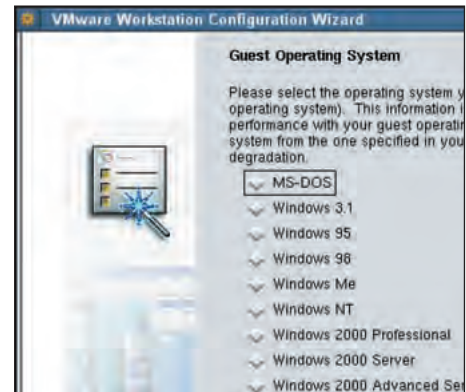 VMware Workstation Configuration Wizard
Guest Operating System
Please select the operating system y
operating system). This information i
performance with your guest operatin
system from the one specified in you
degradation.
MS-DOS
Windows 3.1
Windows 95
Windows 98
Windows Me
Windows NT
Windows 2000 Professional
Windows 2000 Server
Windows 2000 Advanced Ser